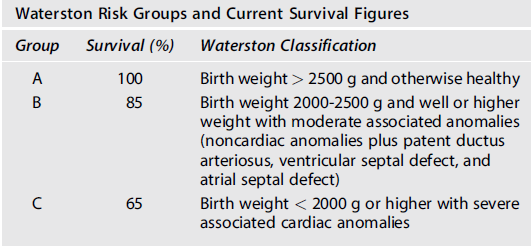 Waterston Risk Groups and Current Survival Figures
Group Survival (%) Waterston Classification
A 100 Birth weight > 2500 g and otherwise healthy
B 85 Birth weight 2000-2500 g and well or higher
weight with moderate associated anomalies
(noncardiac anomalies plus patent ductus
arteriosus, ventricular septal defect, and
atrial septal defect)
C 65 Birth weight < 2000 g or higher with severe
associated cardiac anomalies